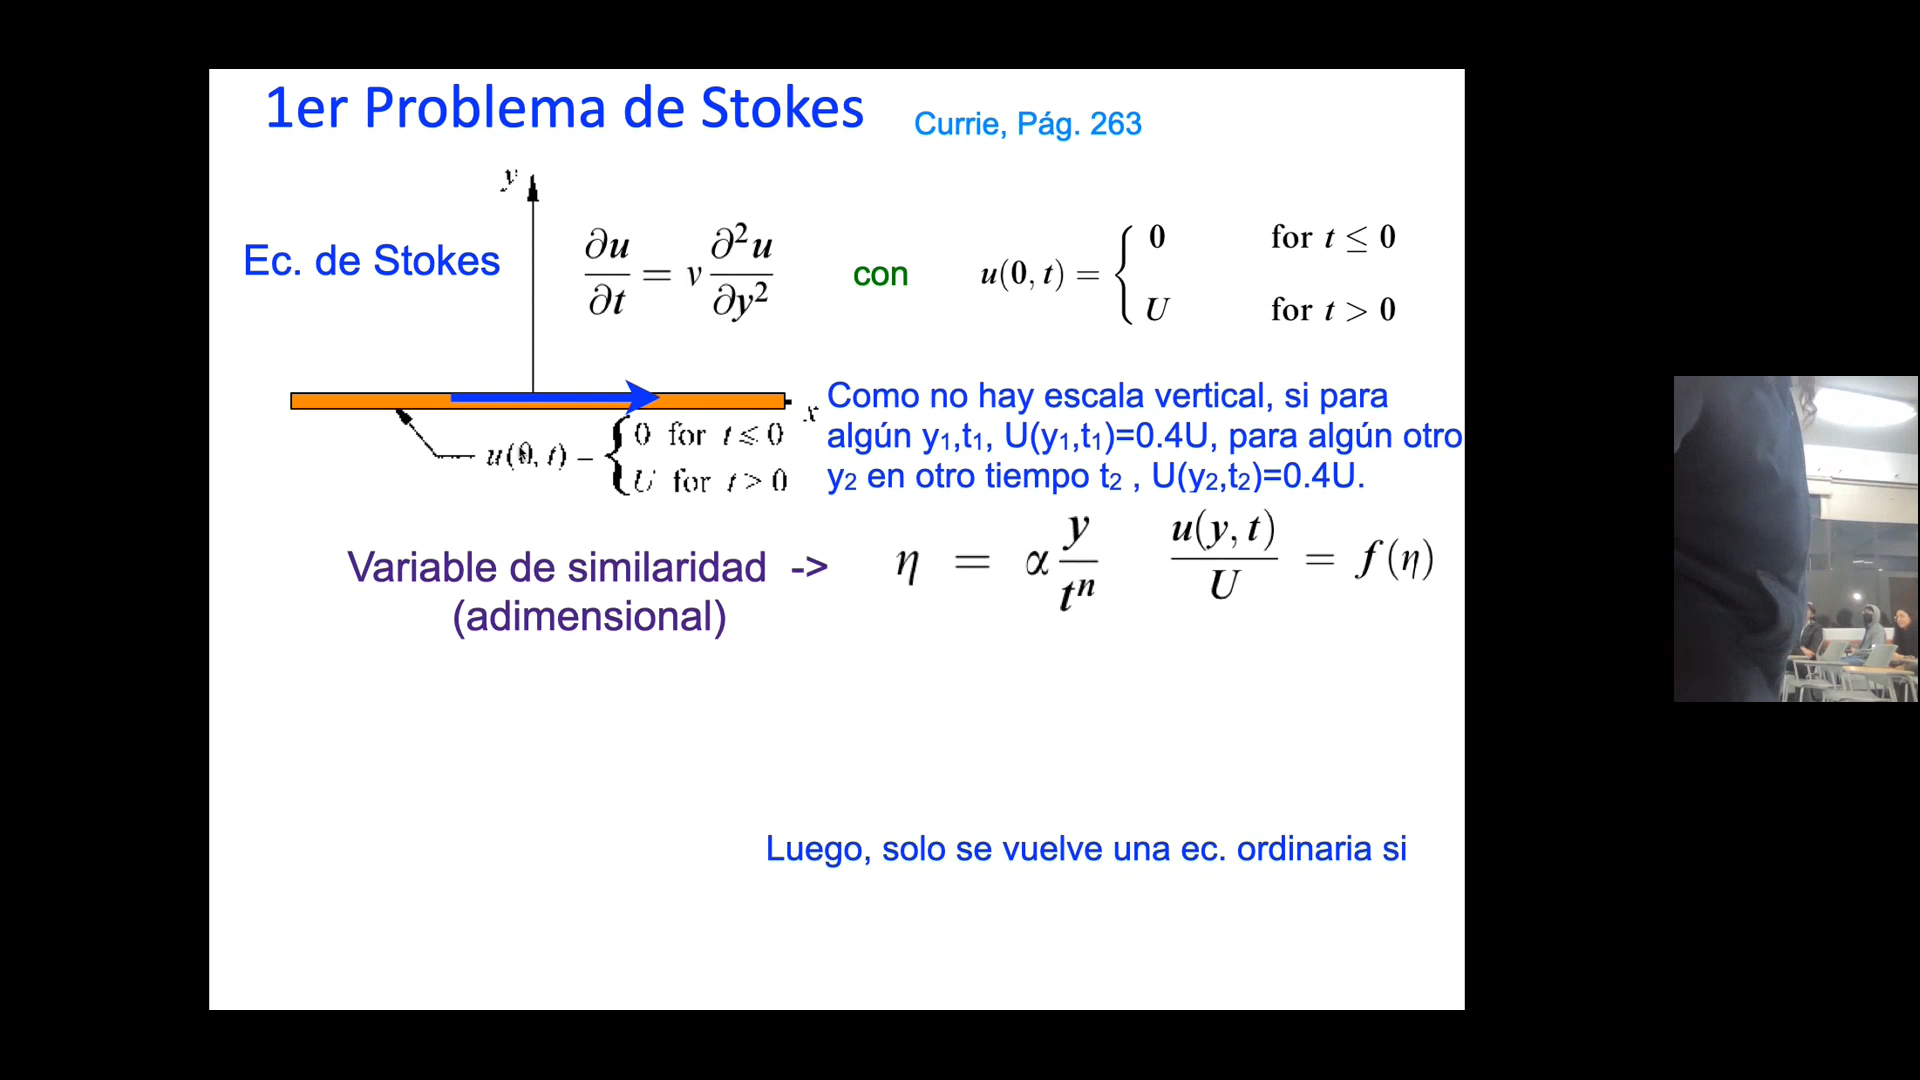 1er Problema de Stokes
Currie, Pág. 263
y
Ec. de Stokes
∂u/∂t = ν ∂²u/∂y²
con
u(0, t) = { 0 for t ≤ 0
U for t > 0
x
u(0, t) – { 0 for t ≤ 0
U for t > 0
Como no hay escala vertical, si para
algún y₁,t₁, U(y₁,t₁)=0.4U, para algún otro
y₂ en otro tiempo t₂ , U(y₂,t₂)=0.4U.
Variable de similaridad ->
(adimensional)
η = α y/tⁿ
u(y, t)/U = f(η)
Luego, solo se vuelve una ec. ordinaria si